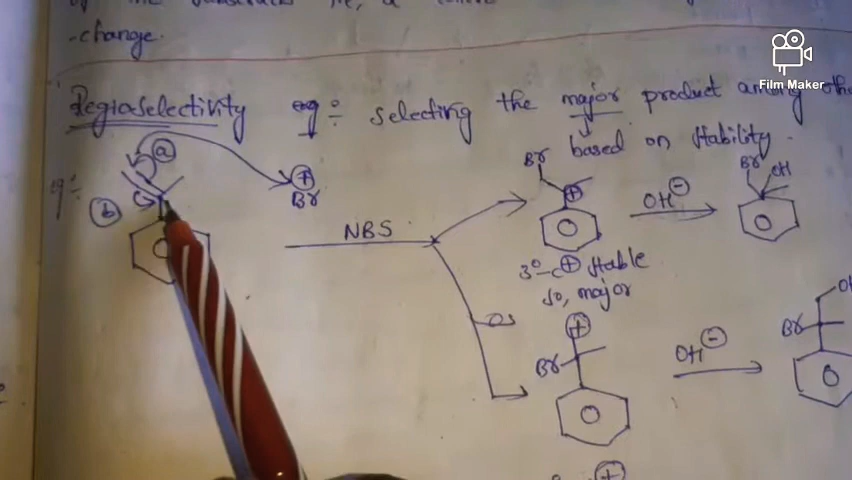 -change.
Film Maker
Regioselectivity eg÷ selecting the major product among
based on stability.
eg÷
a
b
+
Br
NBS
Br
+
OH ⊖
Br OH
3°-C⊕ stable
so, major
+
Br
OH ⊖
Br
+